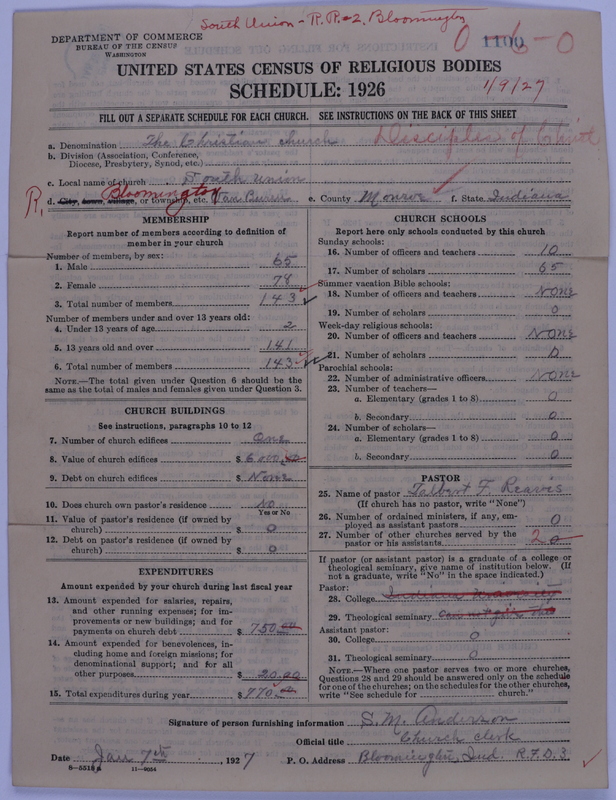 South Union - R.R. 2, Bloomington
DEPARTMENT OF COMMERCE
BUREAU OF THE CENSUS
WASHINGTON
0-6-0
1100
UNITED STATES CENSUS OF RELIGIOUS BODIES
1/9/27
SCHEDULE: 1926
FILL OUT A SEPARATE SCHEDULE FOR EACH CHURCH. SEE INSTRUCTIONS ON THE BACK OF THIS SHEET
a. Denomination The Christian church Disciples of Christ
b. Division (Association, Conference,
Diocese, Presbytery, Synod, etc.)
c. Local name of church South Union
R, Bloomington
d. City, town, village, or township, etc. Van Buren e. County Monroe f. State Indiana
MEMBERSHIP
Report number of members according to definition of
member in your church
Number of members, by sex:
1. Male 65
2. Female 78
3. Total number of members 143
Number of members under and over 13 years old:
4. Under 13 years of age 2
5. 13 years old and over 141
6. Total number of members 143
NOTE.—The total given under Question 6 should be
same as the total of males and females given under Question 3.
CHURCH BUILDINGS
See instructions, paragraphs 10 to 12
7. Number of church edifices One
8. Value of church edifices $ 6000.00
9. Debt on church edifices $ None
10. Does church own pastor's residence No
Yes or No
11. Value of pastor's residence (if owned by
church) $ 0
12. Debt on pastor's residence (if owned by
church) $ 0
EXPENDITURES
Amount expended by your church during last fiscal year
13. Amount expended for salaries, repairs,
and other running expenses; for im-
provements or new buildings; and for
payments on church debt $ 750.00
14. Amount expended for benevolences, in-
cluding home and foreign missions; for
denominational support; and for all
other purposes $ 20.00
15. Total expenditures during year $ 770.00
CHURCH SCHOOLS
Report here only schools conducted by this church
Sunday schools:
16. Number of officers and teachers 10
17. Number of scholars 65
Summer vacation Bible schools:
18. Number of officers and teachers None
19. Number of scholars 0
Week-day religious schools:
20. Number of officers and teachers None
21. Number of scholars 0
Parochial schools:
22. Number of administrative officers None
23. Number of teachers—
a. Elementary (grades 1 to 8) 0
b. Secondary 0
24. Number of scholars—
a. Elementary (grades 1 to 8) 0
b. Secondary 0
PASTOR
25. Name of pastor Talbert F. Reavis
(If church has no pastor, write "None")
26. Number of ordained ministers, if any, em-
ployed as assistant pastors 0
27. Number of other churches served by the
pastor or his assistants 2 0
If pastor (or assistant pastor) is a graduate of a college or
theological seminary, give name of institution below. (If
not a graduate, write "No" in the space indicated.)
Pastor:
28. College Indiana University
29. Theological seminary
Assistant pastor:
30. College 0
31. Theological seminary 0
NOTE.—Where one pastor serves two or more churches,
Questions 28 and 29 should be answered only on the schedule
for one of the churches; on the schedules for the other churches,
write "See schedule for church."
Signature of person furnishing information S. M. Anderson
Official title Church clerk
Date Jan 7th, 1927 P. O. Address Bloomington, Ind. R.F.D. 3
8-5518a 11-9054